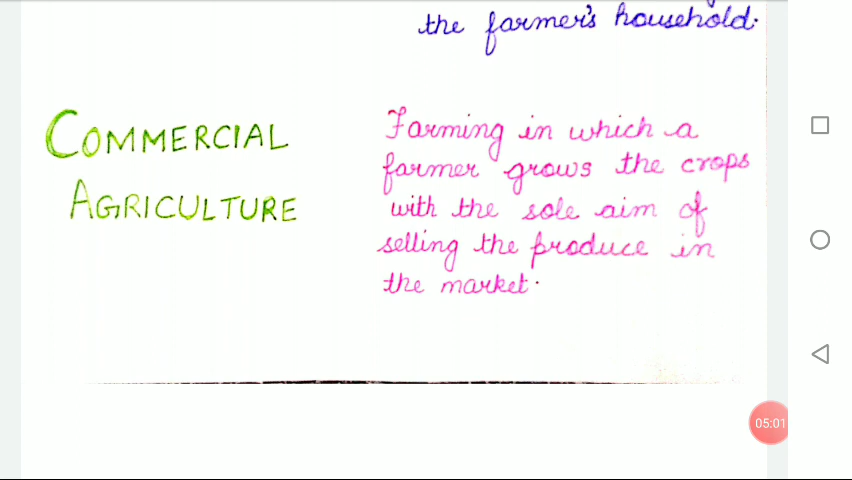 the farmer's household.
COMMERCIAL
AGRICULTURE
Farming in which a
farmer grows the crops
with the sole aim of
selling the produce in
the market.
05:01